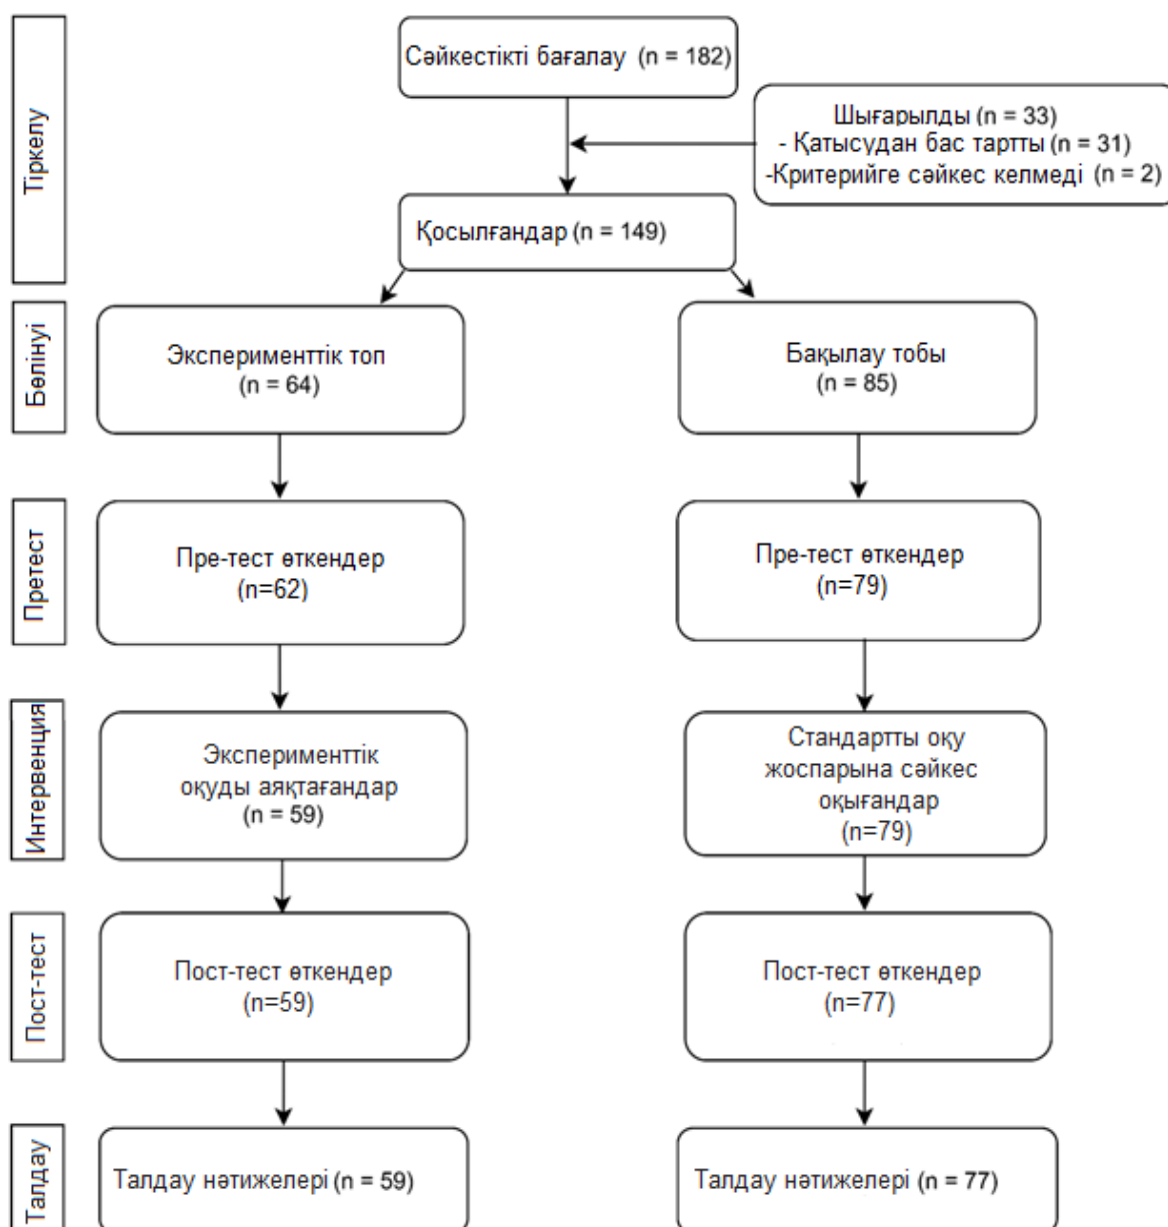 Тіркелу
Сәйкестікті бағалау (n = 182)
Шығарылды (n = 33)
- Қатысудан бас тартты (n = 31)
-Критерийге сәйкес келмеді (n = 2)
Қосылғандар (n = 149)
Бөлінуі
Эксперименттік топ
(n = 64)
Бақылау тобы
(n = 85)
Претест
Пре-тест өткендер
(n=62)
Пре-тест өткендер
(n=79)
Интервенция
Эксперименттік
оқуды аяқтағандар
(n = 59)
Стандартты оқу
жоспарына сәйкес
оқығандар
(n=79)
Пост-тест
Пост-тест өткендер
(n=59)
Пост-тест өткендер
(n=77)
Талдау
Талдау нәтижелері (n = 59)
Талдау нәтижелері (n = 77)